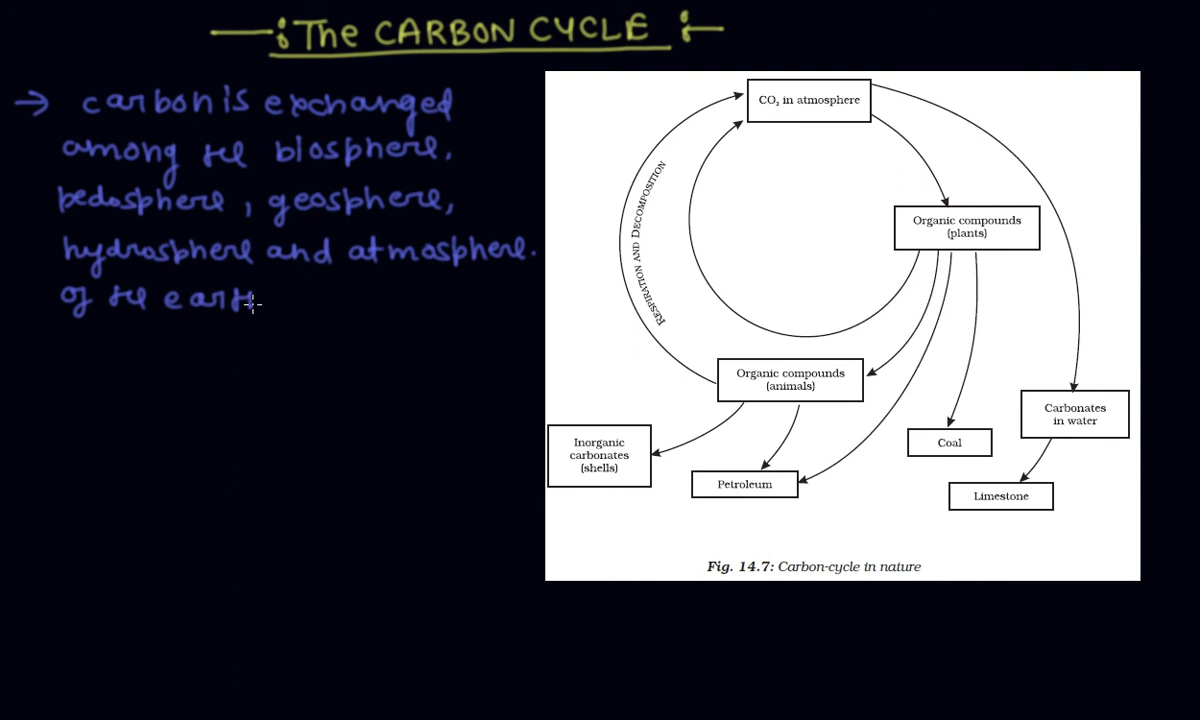 The CARBON CYCLE
→ carbon is exchanged
among the biosphere,
pedosphere, geosphere,
hydrosphere and atmosphere.
of the earth
CO₂ in atmosphere
RESPIRATION AND DECOMPOSITION
Organic compounds
(plants)
Organic compounds
(animals)
Carbonates
in water
Inorganic
carbonates
(shells)
Coal
Petroleum
Limestone
Fig. 14.7: Carbon-cycle in nature